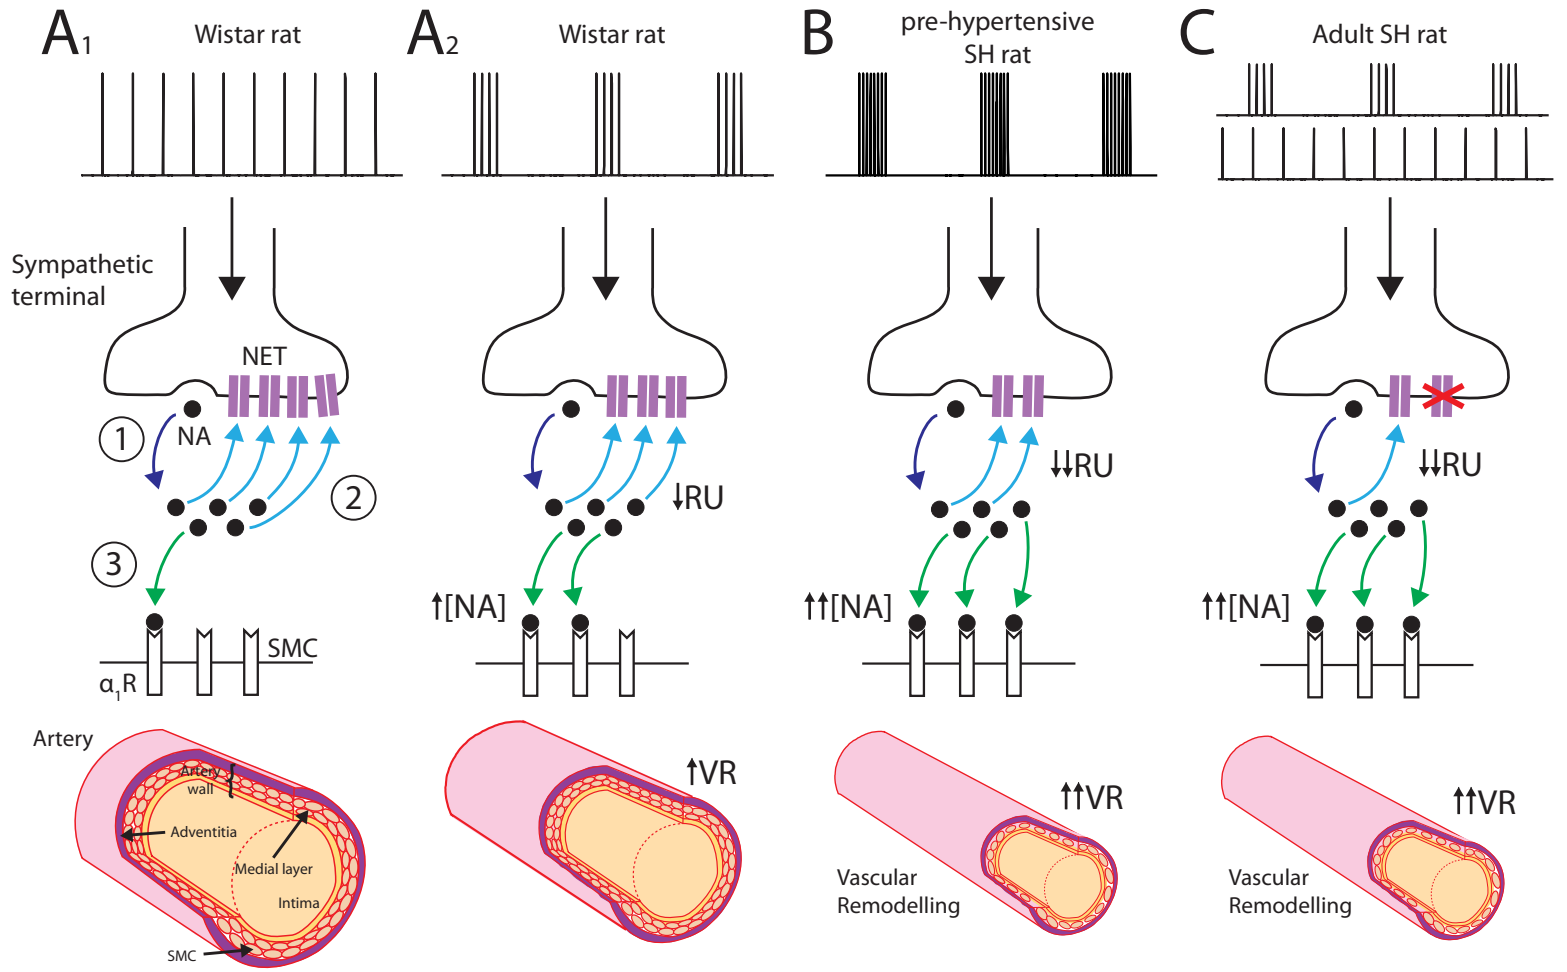 A1
Wistar rat
A2
Wistar rat
B
pre-hypertensive
SH rat
C
Adult SH rat
Sympathetic
terminal
NET
NA
1
2
3
↓RU
↓↓RU
↓↓RU
↑[NA]
↑↑[NA]
↑↑[NA]
SMC
α1R
Artery
Artery
wall
Adventitia
Medial layer
Intima
SMC
↑VR
↑↑VR
Vascular
Remodelling
↑↑VR
Vascular
Remodelling